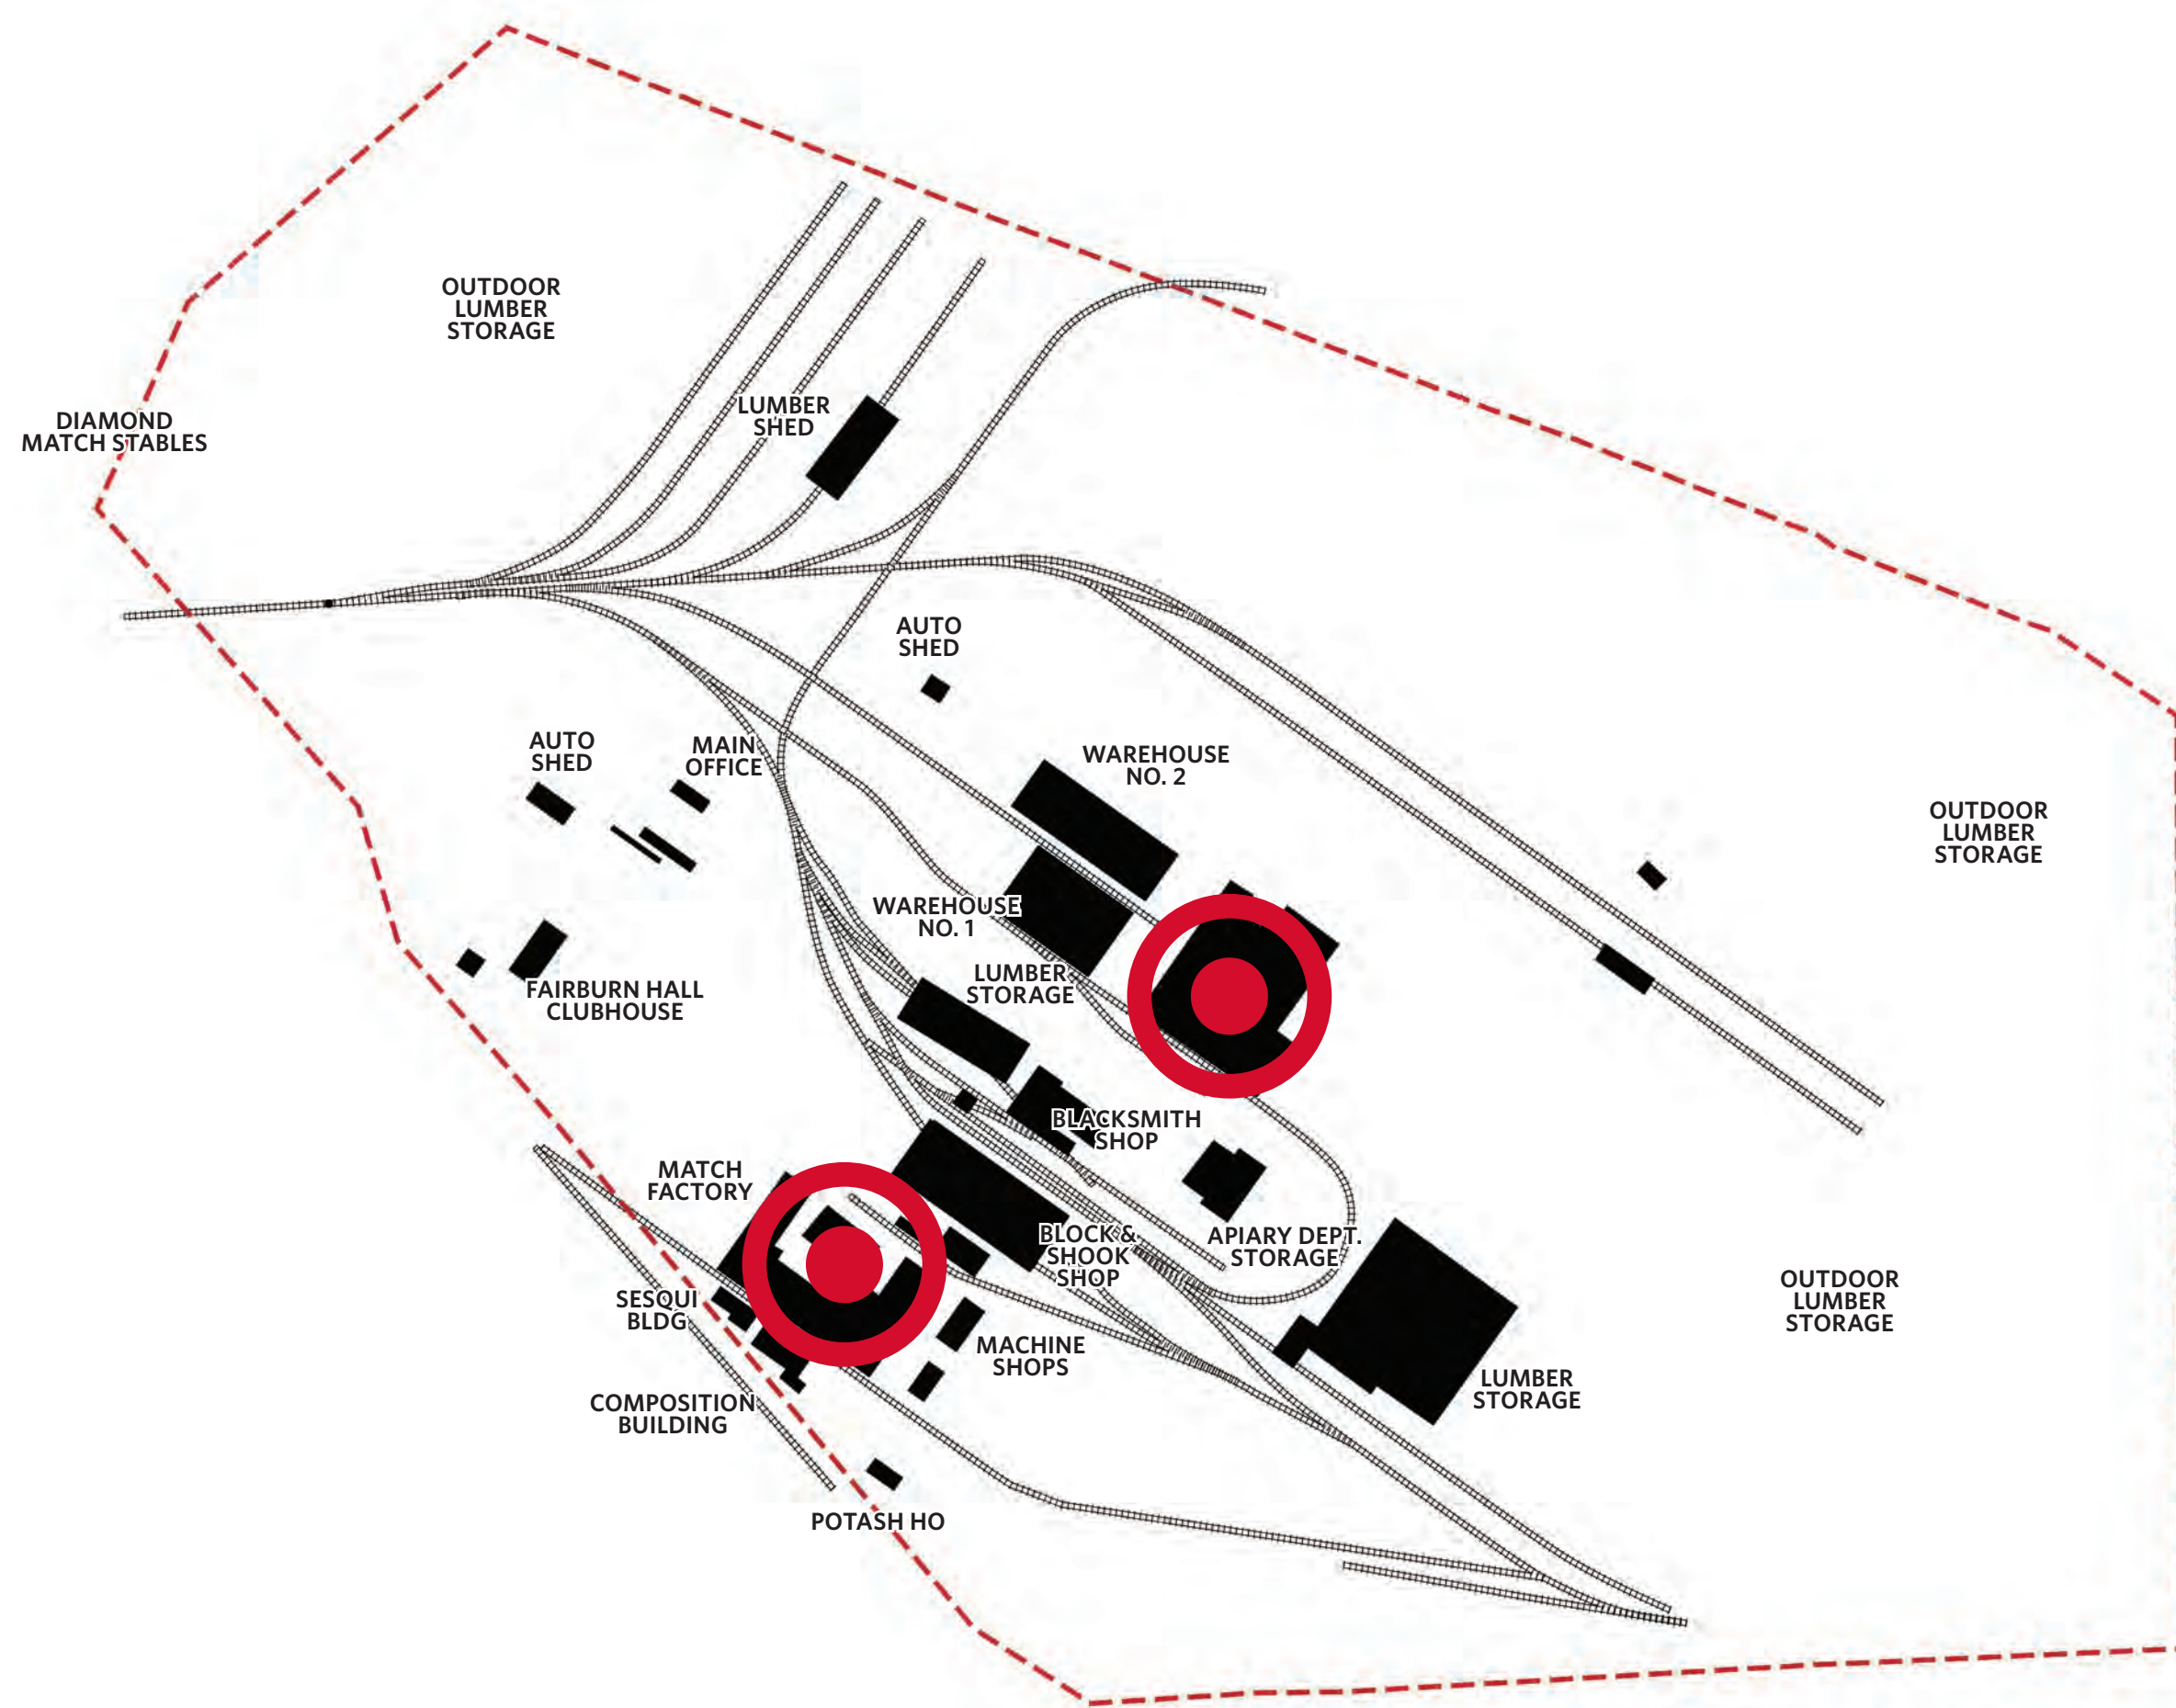 OUTDOOR
LUMBER
STORAGE
LUMBER
SHED
DIAMOND
MATCH STABLES
AUTO
SHED
AUTO
SHED
MAIN
OFFICE
WAREHOUSE
NO. 2
OUTDOOR
LUMBER
STORAGE
WAREHOUSE
NO. 1
LUMBER
STORAGE
FAIRBURN HALL
CLUBHOUSE
BLACKSMITH
SHOP
MATCH
FACTORY
BLOCK &
SHOOK
SHOP
APIARY DEPT.
STORAGE
OUTDOOR
LUMBER
STORAGE
SESQUI
BLDG
MACHINE
SHOPS
LUMBER
STORAGE
COMPOSITION
BUILDING
POTASH HO